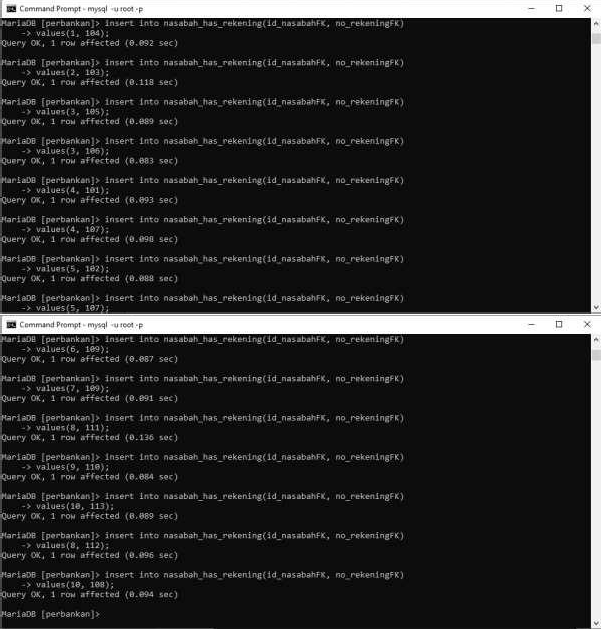 Command Prompt - mysql -u root -p
MariaDB [perbankan]> insert into nasabah_has_rekening(id_nasabahFK, no_rekeningFK)
-> values(1, 104);
Query OK, 1 row affected (0.092 sec)
MariaDB [perbankan]> insert into nasabah_has_rekening(id_nasabahFK, no_rekeningFK)
-> values(2, 103);
Query OK, 1 row affected (0.118 sec)
MariaDB [perbankan]> insert into nasabah_has_rekening(id_nasabahFK, no_rekeningFK)
-> values(3, 105);
Query OK, 1 row affected (0.089 sec)
MariaDB [perbankan]> insert into nasabah_has_rekening(id_nasabahFK, no_rekeningFK)
-> values(3, 106);
Query OK, 1 row affected (0.083 sec)
MariaDB [perbankan]> insert into nasabah_has_rekening(id_nasabahFK, no_rekeningFK)
-> values(4, 101);
Query OK, 1 row affected (0.093 sec)
MariaDB [perbankan]> insert into nasabah_has_rekening(id_nasabahFK, no_rekeningFK)
-> values(4, 107);
Query OK, 1 row affected (0.098 sec)
MariaDB [perbankan]> insert into nasabah_has_rekening(id_nasabahFK, no_rekeningFK)
-> values(5, 102);
Query OK, 1 row affected (0.088 sec)
MariaDB [perbankan]> insert into nasabah_has_rekening(id_nasabahFK, no_rekeningFK)
-> values(5, 107);
Command Prompt - mysql -u root -p
MariaDB [perbankan]> insert into nasabah_has_rekening(id_nasabahFK, no_rekeningFK)
-> values(6, 109);
Query OK, 1 row affected (0.087 sec)
MariaDB [perbankan]> insert into nasabah_has_rekening(id_nasabahFK, no_rekeningFK)
-> values(7, 109);
Query OK, 1 row affected (0.091 sec)
MariaDB [perbankan]> insert into nasabah_has_rekening(id_nasabahFK, no_rekeningFK)
-> values(8, 111);
Query OK, 1 row affected (0.136 sec)
MariaDB [perbankan]> insert into nasabah_has_rekening(id_nasabahFK, no_rekeningFK)
-> values(9, 110);
Query OK, 1 row affected (0.084 sec)
MariaDB [perbankan]> insert into nasabah_has_rekening(id_nasabahFK, no_rekeningFK)
-> values(10, 113);
Query OK, 1 row affected (0.089 sec)
MariaDB [perbankan]> insert into nasabah_has_rekening(id_nasabahFK, no_rekeningFK)
-> values(8, 112);
Query OK, 1 row affected (0.096 sec)
MariaDB [perbankan]> insert into nasabah_has_rekening(id_nasabahFK, no_rekeningFK)
-> values(10, 108);
Query OK, 1 row affected (0.094 sec)
MariaDB [perbankan]>